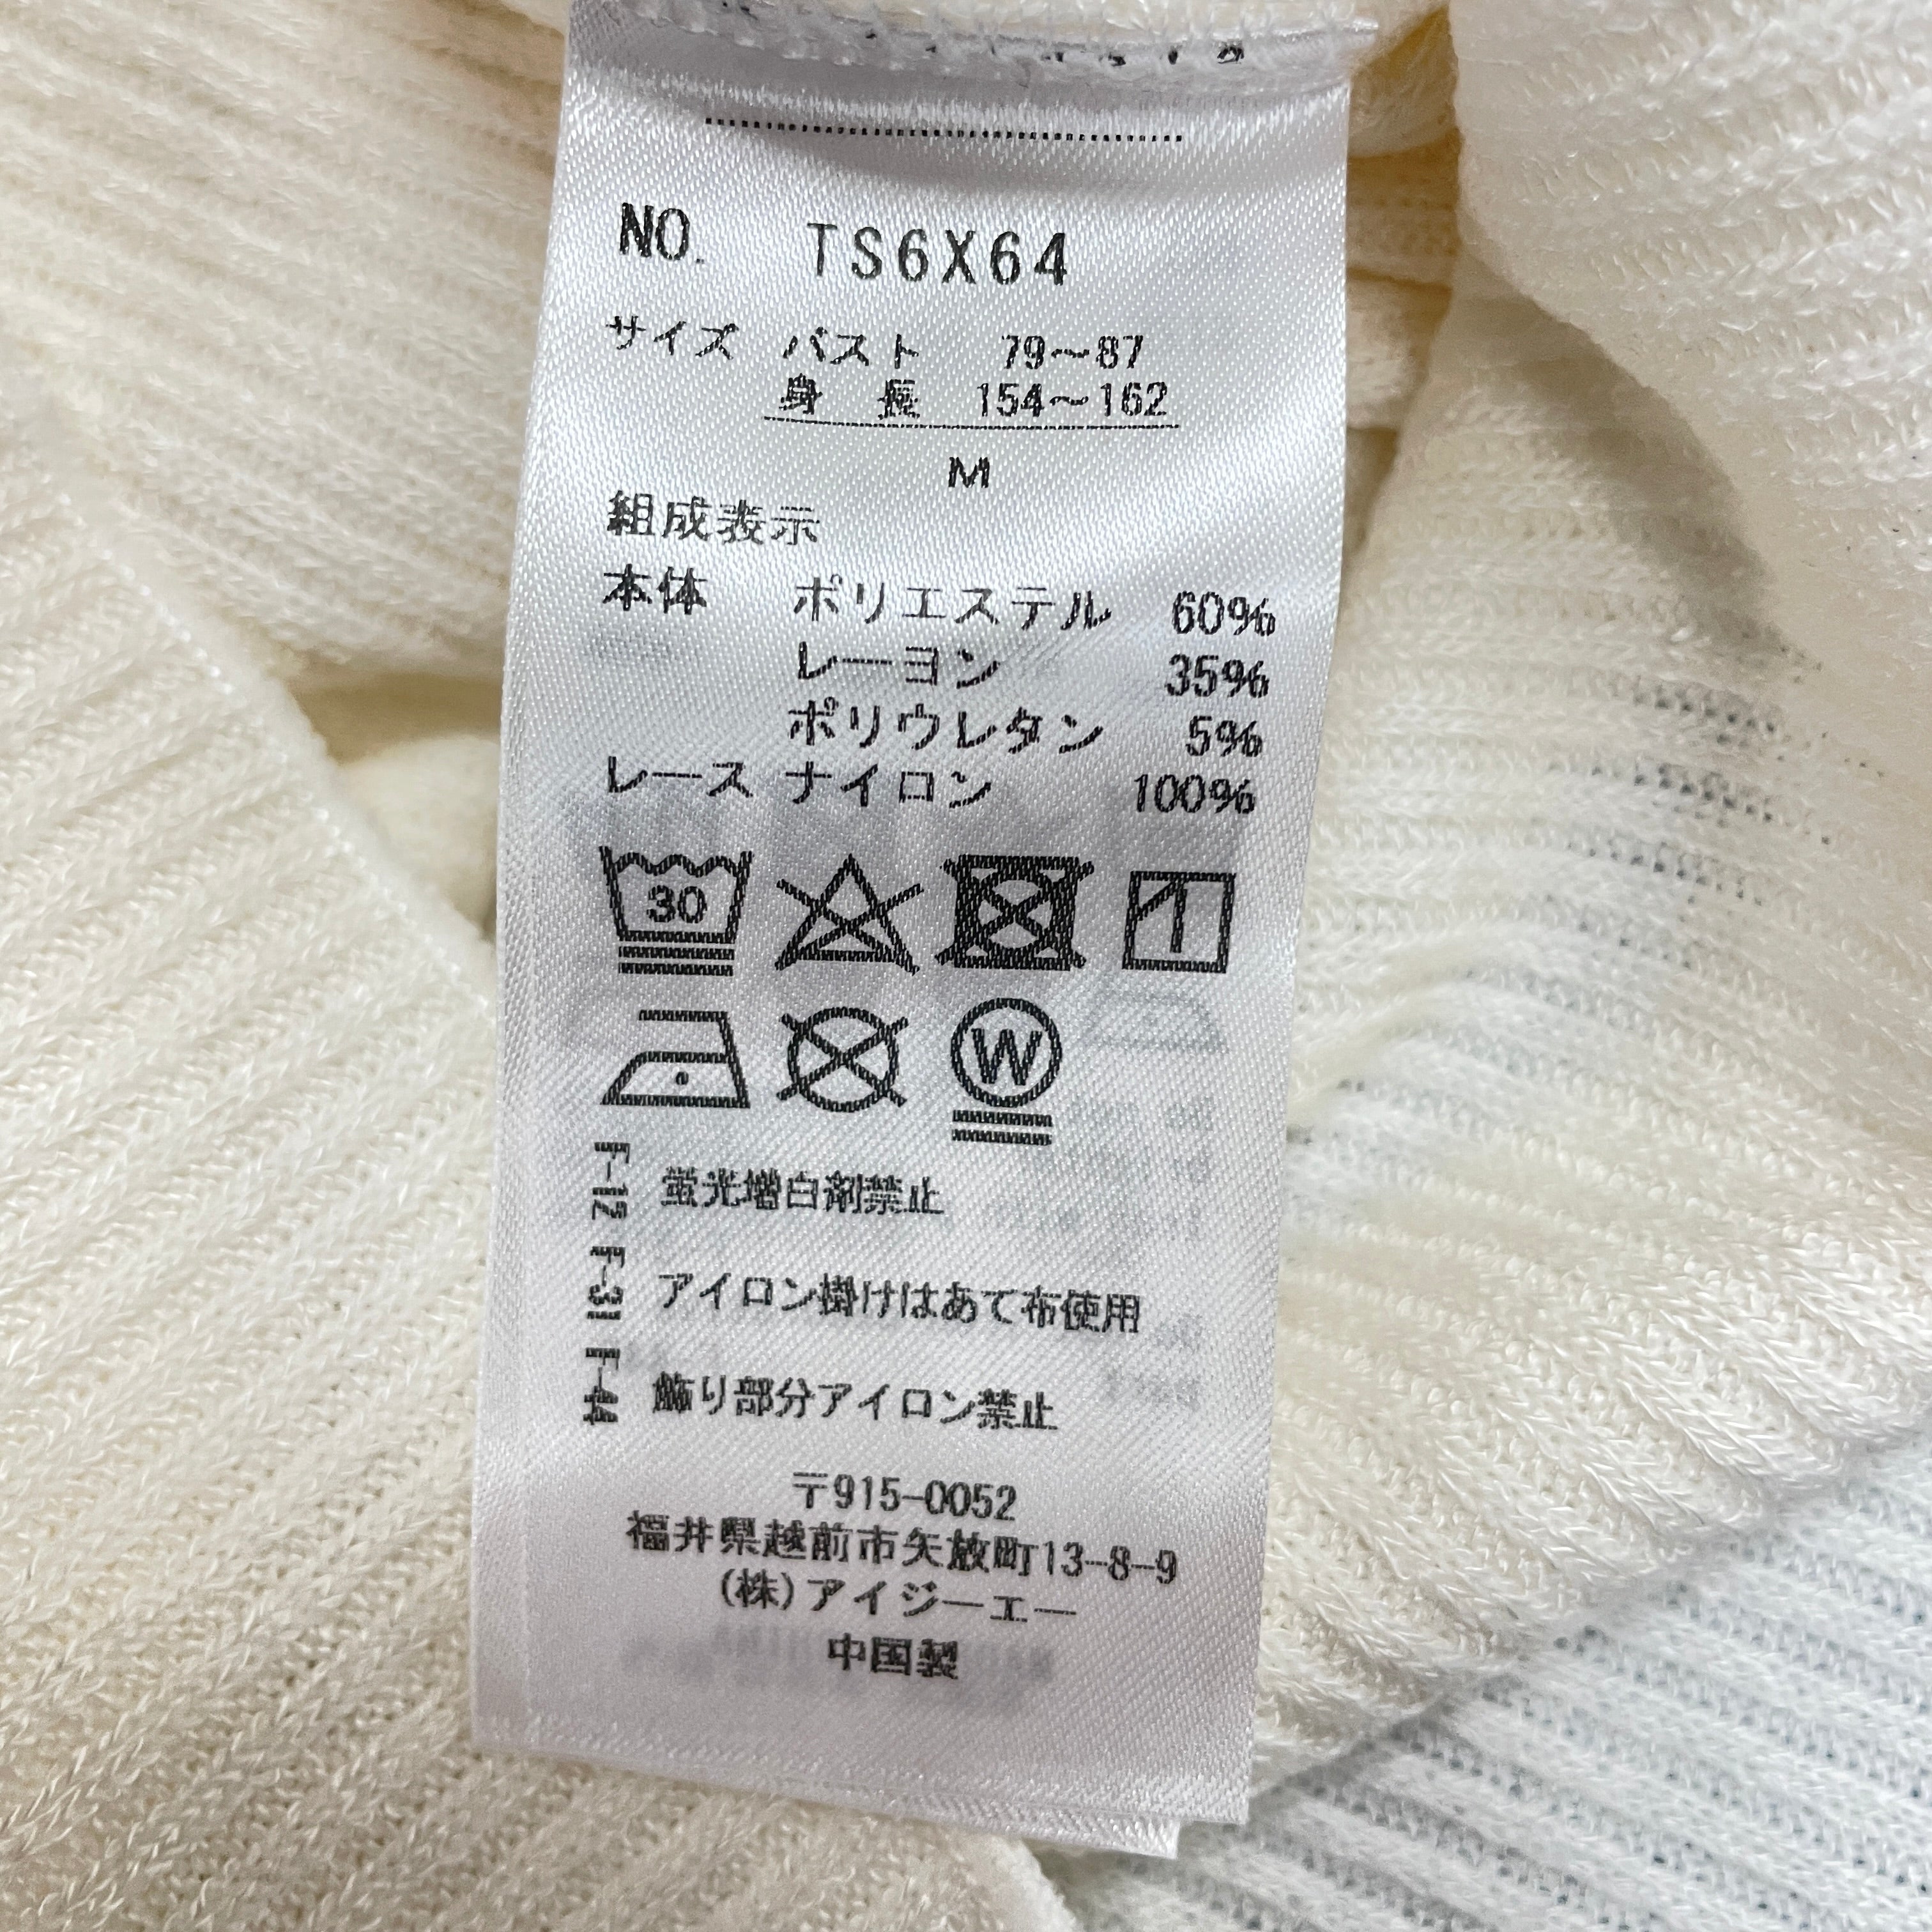 NO. TS6X64
サイズ バスト 79〜87
身 長 154〜162
M
組成表示
本体 ポリエステル 60%
レーヨン 35%
ポリウレタン 5%
レース ナイロン 100%
30
W
F-12 蛍光増白剤禁止
F-31 アイロン掛けはあて布使用
F-44 飾り部分アイロン禁止
〒915-0052
福井県越前市矢放町13-8-9
(株)アイジーエー
中国製